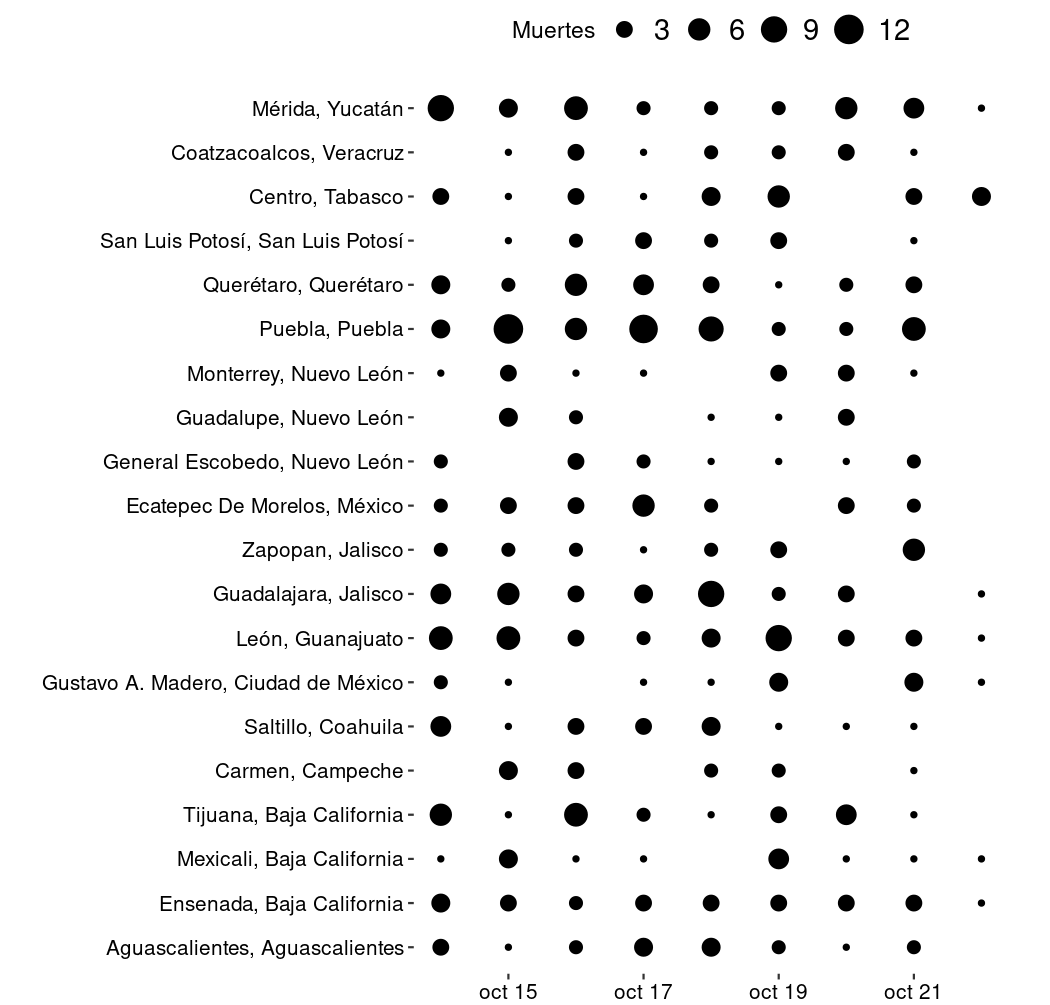 Muertes 3 6 9 12
Mérida, Yucatán
Coatzacoalcos, Veracruz
Centro, Tabasco
San Luis Potosí, San Luis Potosí
Querétaro, Querétaro
Puebla, Puebla
Monterrey, Nuevo León
Guadalupe, Nuevo León
General Escobedo, Nuevo León
Ecatepec De Morelos, México
Zapopan, Jalisco
Guadalajara, Jalisco
León, Guanajuato
Gustavo A. Madero, Ciudad de México
Saltillo, Coahuila
Carmen, Campeche
Tijuana, Baja California
Mexicali, Baja California
Ensenada, Baja California
Aguascalientes, Aguascalientes
oct 15 oct 17 oct 19 oct 21